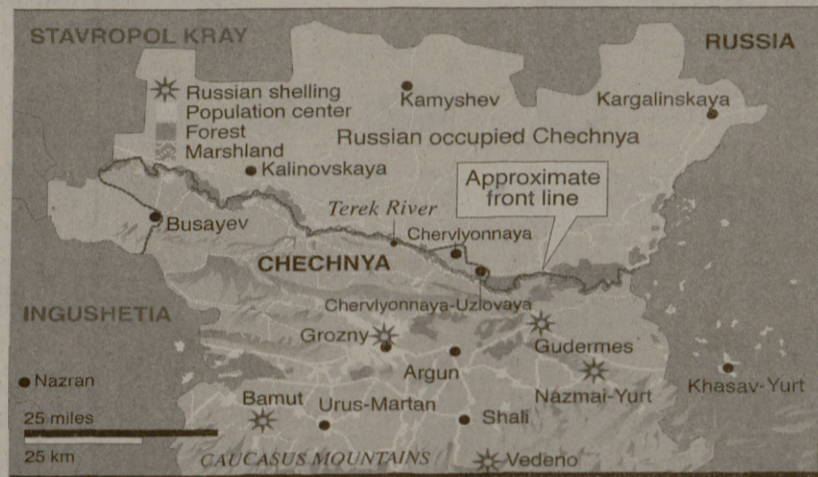 STAVROPOL KRAY
RUSSIA
Russian shelling
Population center
Forest
Marshland
Kamyshev
Kargalinskaya
Russian occupied Chechnya
Kalinovskaya
Approximate
front line
Terek River
Busayev
Chervlyonnaya
CHECHNYA
Chervlyonnaya-Uzlovaya
INGUSHETIA
Grozny
Gudermes
Argun
Nazran
Khasav-Yurt
Bamut
Urus-Martan
Nazmai-Yurt
25 miles
Shali
25 km
CAUCASUS MOUNTAINS
Vedeno